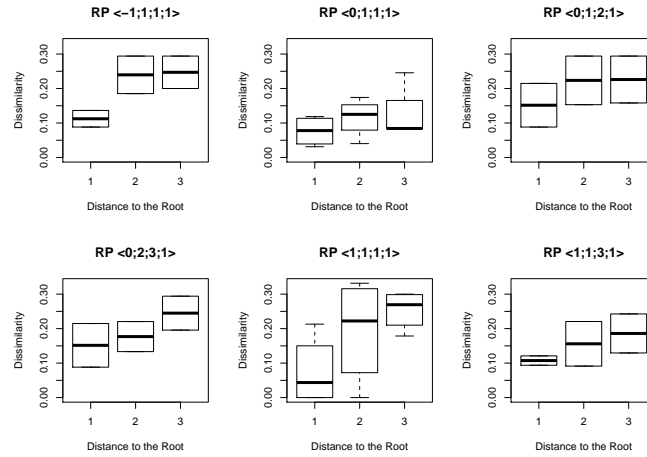 RP <−1;1;1;1>
Dissimilarity
0.00 0.10 0.20 0.30
1 2 3
Distance to the Root
RP <0;1;1;1>
Dissimilarity
0.00 0.10 0.20 0.30
1 2 3
Distance to the Root
RP <0;1;2;1>
Dissimilarity
0.00 0.10 0.20 0.30
1 2 3
Distance to the Root
RP <0;2;3;1>
Dissimilarity
0.00 0.10 0.20 0.30
1 2 3
Distance to the Root
RP <1;1;1;1>
Dissimilarity
0.00 0.10 0.20 0.30
1 2 3
Distance to the Root
RP <1;1;3;1>
Dissimilarity
0.00 0.10 0.20 0.30
1 2 3
Distance to the Root